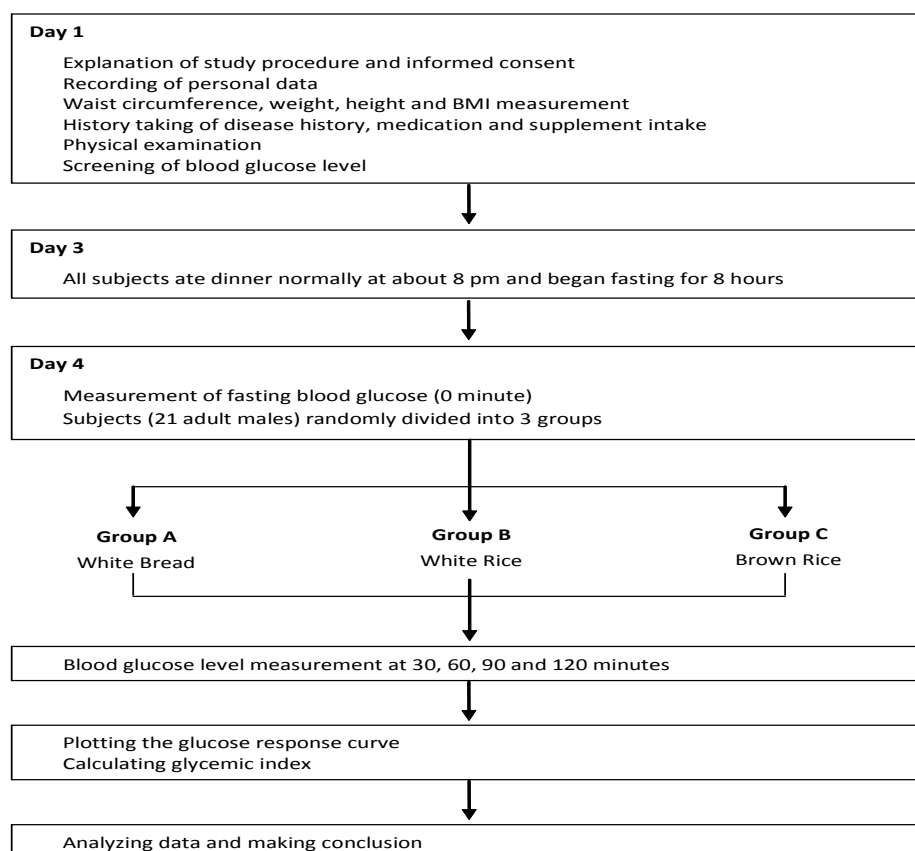 Day 1
Explanation of study procedure and informed consent
Recording of personal data
Waist circumference, weight, height and BMI measurement
History taking of disease history, medication and supplement intake
Physical examination
Screening of blood glucose level
Day 3
All subjects ate dinner normally at about 8 pm and began fasting for 8 hours
Day 4
Measurement of fasting blood glucose (0 minute)
Subjects (21 adult males) randomly divided into 3 groups
Group A
White Bread
Group B
White Rice
Group C
Brown Rice
Blood glucose level measurement at 30, 60, 90 and 120 minutes
Plotting the glucose response curve
Calculating glycemic index
Analyzing data and making conclusion